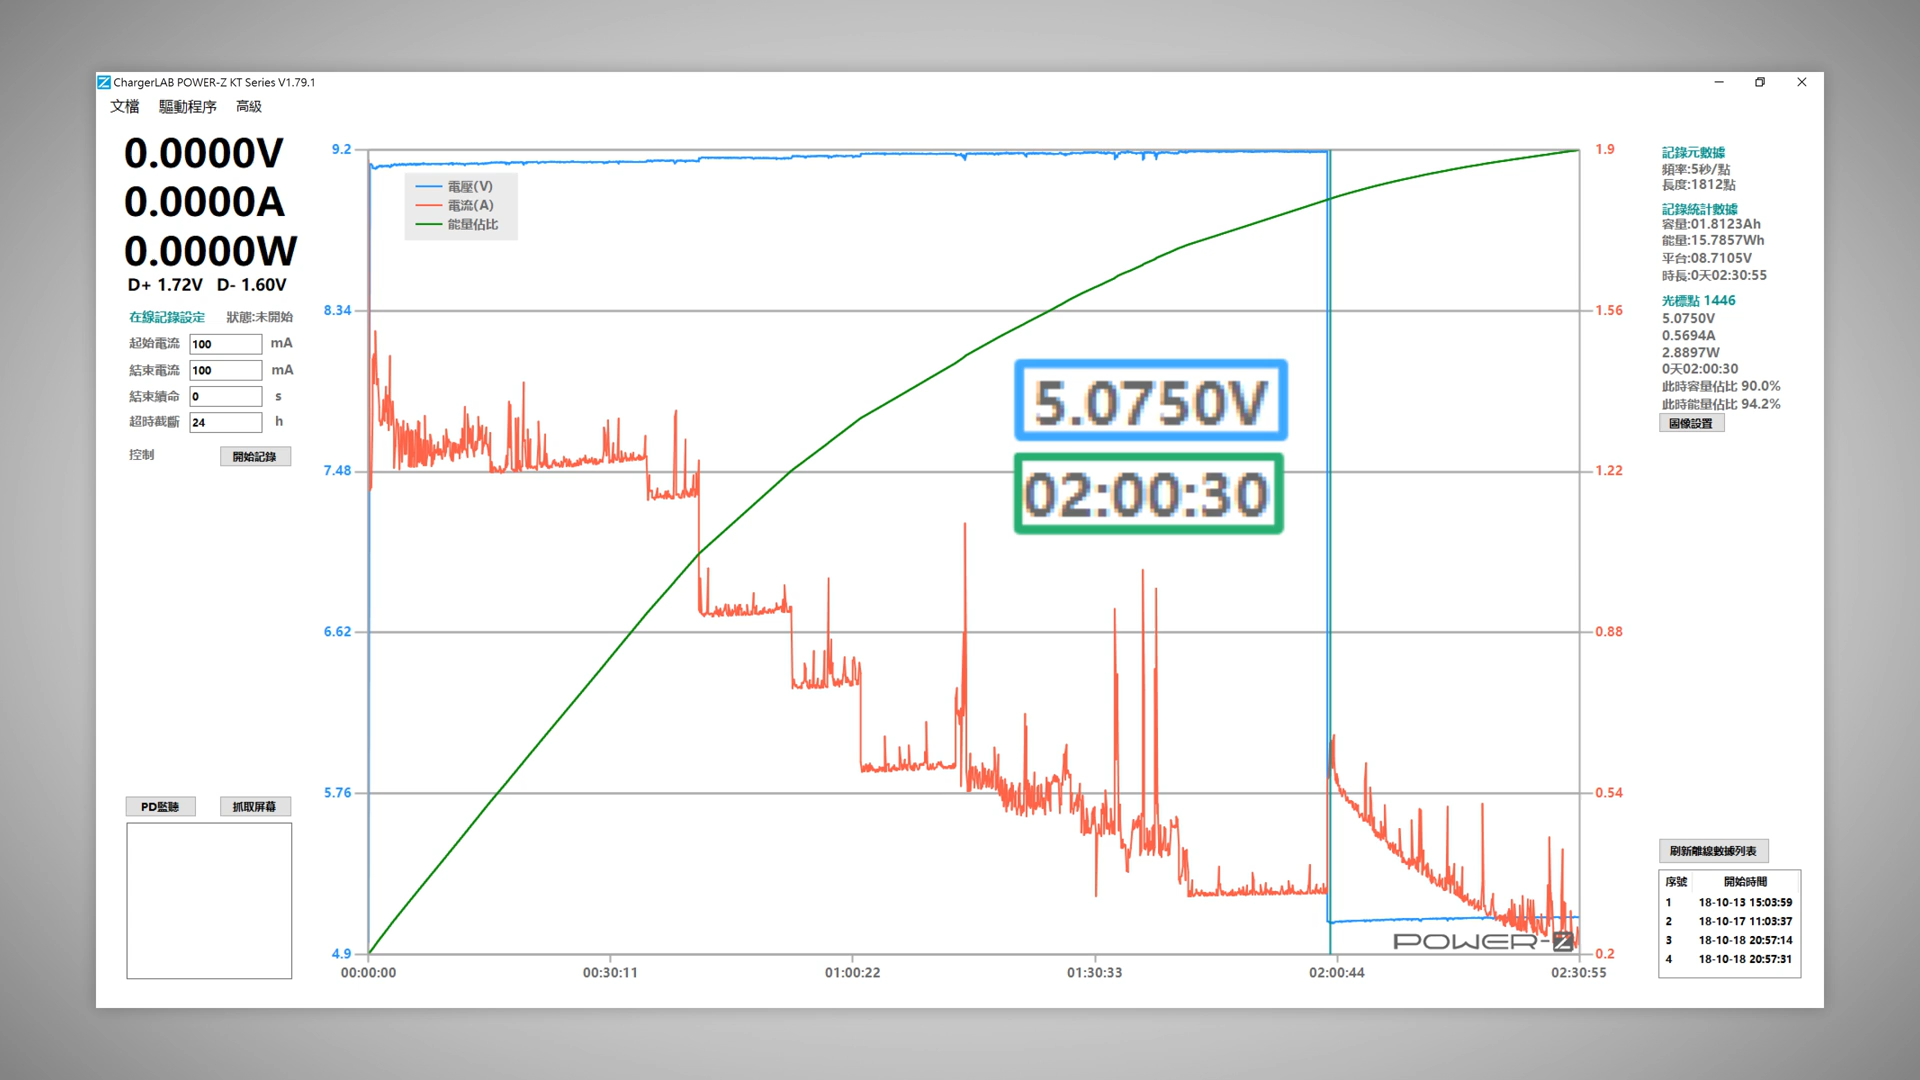 ChargerLAB POWER-Z KT Series V1.79.1
文檔 驅動程序 高級
0.0000V
0.0000A
0.0000W
D+ 1.72V D- 1.60V
在線記錄設定 狀態:未開始
起始電流 100 mA
結束電流 100 mA
結束續命 0 s
超時截斷 24 h
控制 開始記錄
PD監聽 抓取屏幕
9.2
8.34
7.48
6.62
5.76
4.9
電壓(V)
電流(A)
能量佔比
5.0750V
02:00:30
1.9
1.56
1.22
0.88
0.54
0.2
POWER-Z
00:00:00
00:30:11
01:00:22
01:30:33
02:00:44
02:30:55
記錄元數據
頻率:5秒/點
長度:1812點
記錄統計數據
容量:01.8123Ah
能量:15.7857Wh
平台:08.7105V
時長:0天02:30:55
光標點 1446
5.0750V
0.5694A
2.8897W
0天02:00:30
此時容量佔比 90.0%
此時能量佔比 94.2%
圖像設置
刷新離線數據列表
序號 開始時間
1 18-10-13 15:03:59
2 18-10-17 11:03:37
3 18-10-18 20:57:14
4 18-10-18 20:57:31